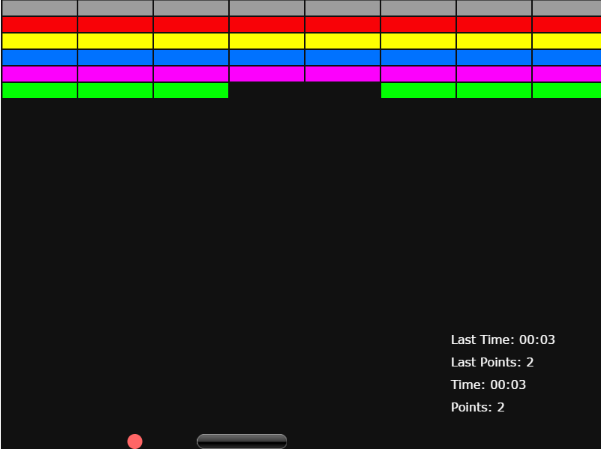 Last Time: 00:03
Last Points: 2
Time: 00:03
Points: 2